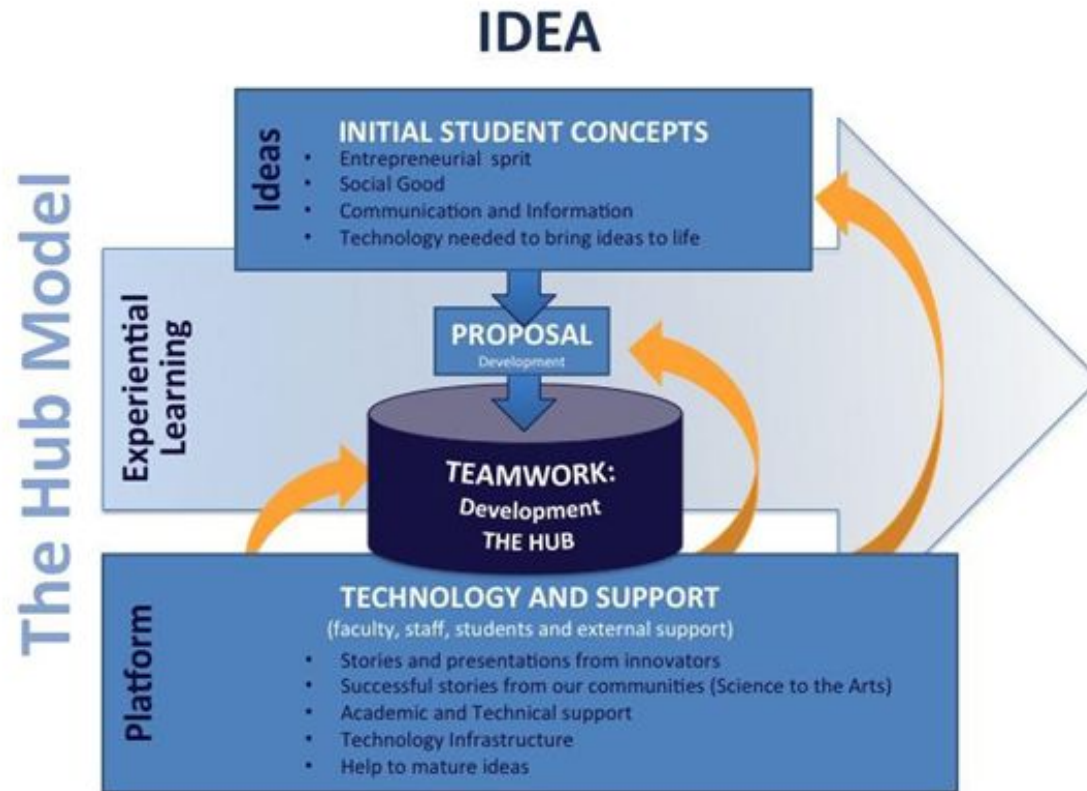 IDEA
The Hub Model
Ideas
INITIAL STUDENT CONCEPTS
• Entrepreneurial sprit
• Social Good
• Communication and Information
• Technology needed to bring ideas to life
Experiential
Learning
PROPOSAL
Development
TEAMWORK:
Development
THE HUB
Platform
TECHNOLOGY AND SUPPORT
(faculty, staff, students and external support)
• Stories and presentations from innovators
• Successful stories from our communities (Science to the Arts)
• Academic and Technical support
• Technology Infrastructure
• Help to mature ideas